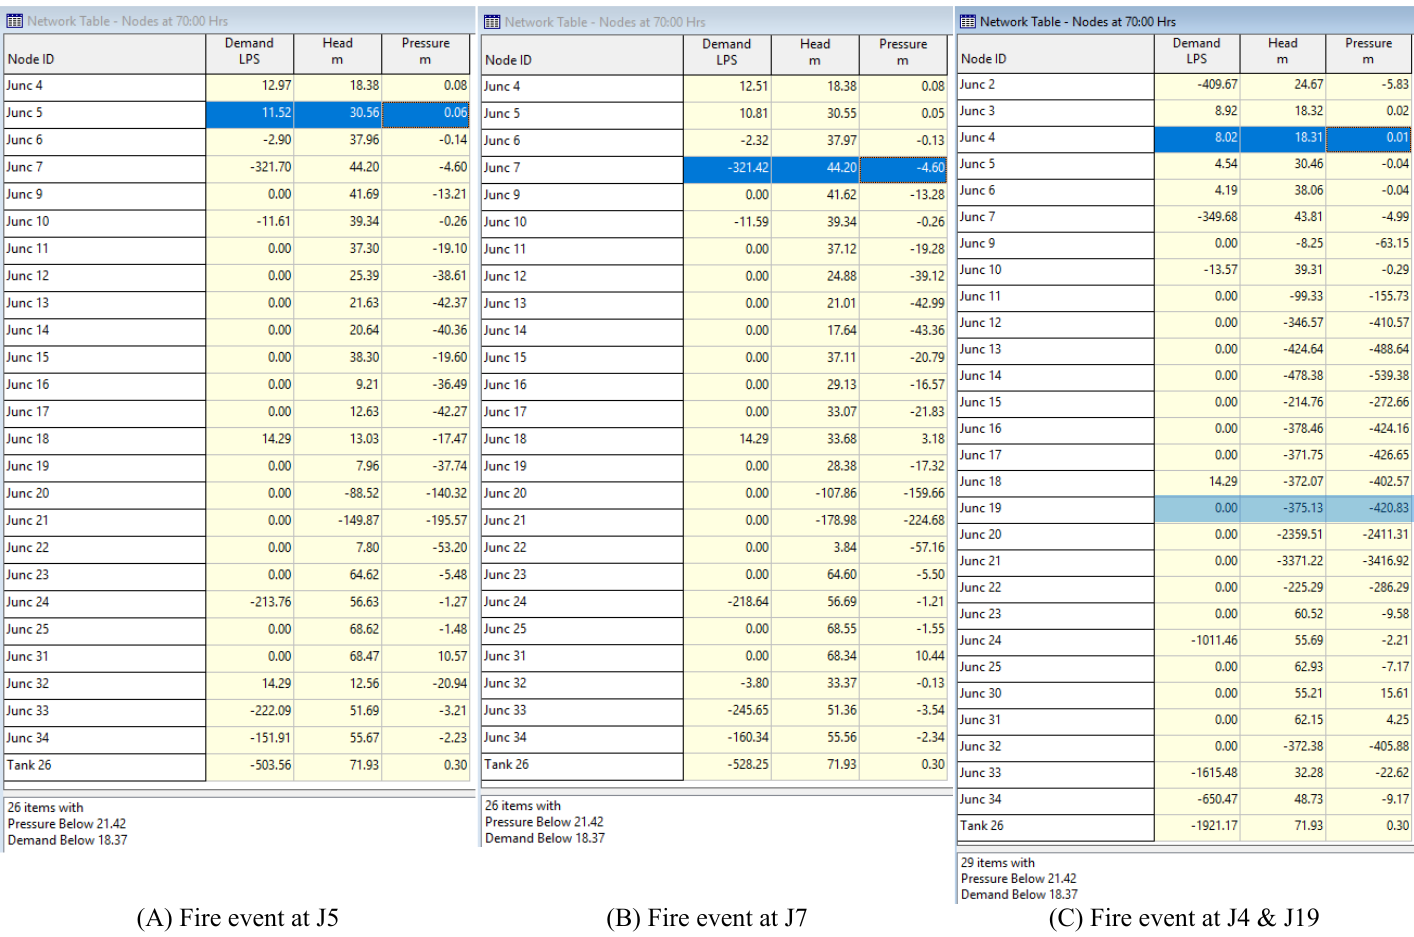 Network Table - Nodes at 70:00 Hrs
Node ID Demand LPS Head m Pressure m
Junc 4 12.97 18.38 0.08
Junc 5 11.52 30.56 0.06
Junc 6 -2.90 37.96 -0.14
Junc 7 -321.70 44.20 -4.60
Junc 9 0.00 41.69 -13.21
Junc 10 -11.61 39.34 -0.26
Junc 11 0.00 37.30 -19.10
Junc 12 0.00 25.39 -38.61
Junc 13 0.00 21.63 -42.37
Junc 14 0.00 20.64 -40.36
Junc 15 0.00 38.30 -19.60
Junc 16 0.00 9.21 -36.49
Junc 17 0.00 12.63 -42.27
Junc 18 14.29 13.03 -17.47
Junc 19 0.00 7.96 -37.74
Junc 20 0.00 -88.52 -140.32
Junc 21 0.00 -149.87 -195.57
Junc 22 0.00 7.80 -53.20
Junc 23 0.00 64.62 -5.48
Junc 24 -213.76 56.63 -1.27
Junc 25 0.00 68.62 -1.48
Junc 31 0.00 68.47 10.57
Junc 32 14.29 12.56 -20.94
Junc 33 -222.09 51.69 -3.21
Junc 34 -151.91 55.67 -2.23
Tank 26 -503.56 71.93 0.30
26 items with
Pressure Below 21.42
Demand Below 18.37
(A) Fire event at J5
Network Table - Nodes at 70:00 Hrs
Node ID Demand LPS Head m Pressure m
Junc 4 12.51 18.38 0.08
Junc 5 10.81 30.55 0.05
Junc 6 -2.32 37.97 -0.13
Junc 7 -321.42 44.20 -4.60
Junc 9 0.00 41.62 -13.28
Junc 10 -11.59 39.34 -0.26
Junc 11 0.00 37.12 -19.28
Junc 12 0.00 24.88 -39.12
Junc 13 0.00 21.01 -42.99
Junc 14 0.00 17.64 -43.36
Junc 15 0.00 37.11 -20.79
Junc 16 0.00 29.13 -16.57
Junc 17 0.00 33.07 -21.83
Junc 18 14.29 33.68 3.18
Junc 19 0.00 28.38 -17.32
Junc 20 0.00 -107.86 -159.66
Junc 21 0.00 -178.98 -224.68
Junc 22 0.00 3.84 -57.16
Junc 23 0.00 64.60 -5.50
Junc 24 -218.64 56.69 -1.21
Junc 25 0.00 68.55 -1.55
Junc 31 0.00 68.34 10.44
Junc 32 -3.80 33.37 -0.13
Junc 33 -245.65 51.36 -3.54
Junc 34 -160.34 55.56 -2.34
Tank 26 -528.25 71.93 0.30
26 items with
Pressure Below 21.42
Demand Below 18.37
(B) Fire event at J7
Network Table - Nodes at 70:00 Hrs
Node ID Demand LPS Head m Pressure m
Junc 2 -409.67 24.67 -5.83
Junc 3 8.92 18.32 0.02
Junc 4 8.02 18.31 0.01
Junc 5 4.54 30.46 -0.04
Junc 6 4.19 38.06 -0.04
Junc 7 -349.68 43.81 -4.99
Junc 9 0.00 -8.25 -63.15
Junc 10 -13.57 39.31 -0.29
Junc 11 0.00 -99.33 -155.73
Junc 12 0.00 -346.57 -410.57
Junc 13 0.00 -424.64 -488.64
Junc 14 0.00 -478.38 -539.38
Junc 15 0.00 -214.76 -272.66
Junc 16 0.00 -378.46 -424.16
Junc 17 0.00 -371.75 -426.65
Junc 18 14.29 -372.07 -402.57
Junc 19 0.00 -375.13 -420.83
Junc 20 0.00 -2359.51 -2411.31
Junc 21 0.00 -3371.22 -3416.92
Junc 22 0.00 -225.29 -286.29
Junc 23 0.00 60.52 -9.58
Junc 24 -1011.46 55.69 -2.21
Junc 25 0.00 62.93 -7.17
Junc 30 0.00 55.21 15.61
Junc 31 0.00 62.15 4.25
Junc 32 0.00 -372.38 -405.88
Junc 33 -1615.48 32.28 -22.62
Junc 34 -650.47 48.73 -9.17
Tank 26 -1921.17 71.93 0.30
29 items with
Pressure Below 21.42
Demand Below 18.37
(C) Fire event at J4 & J19